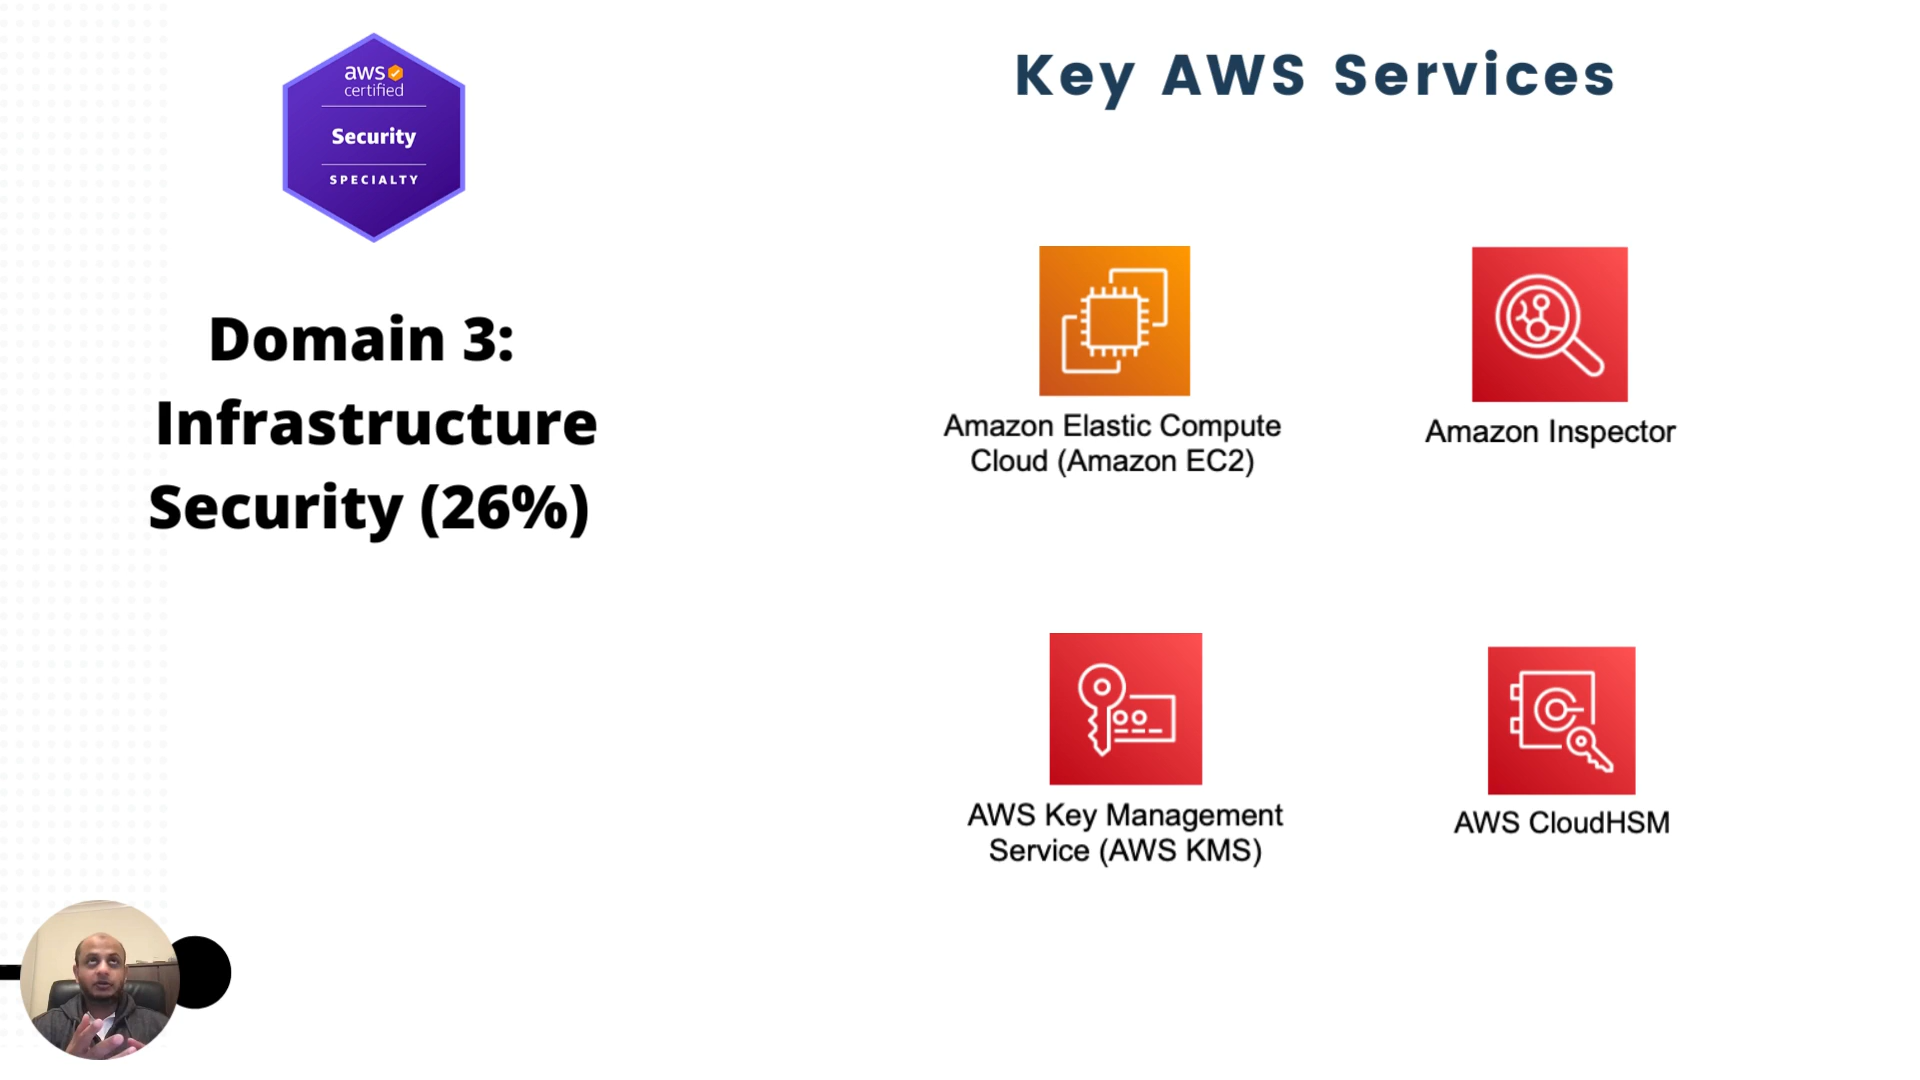 aws
certified
Security
SPECIALTY
Domain 3:
Infrastructure
Security (26%)
Key AWS Services
Amazon Elastic Compute
Cloud (Amazon EC2)
Amazon Inspector
AWS Key Management
Service (AWS KMS)
AWS CloudHSM